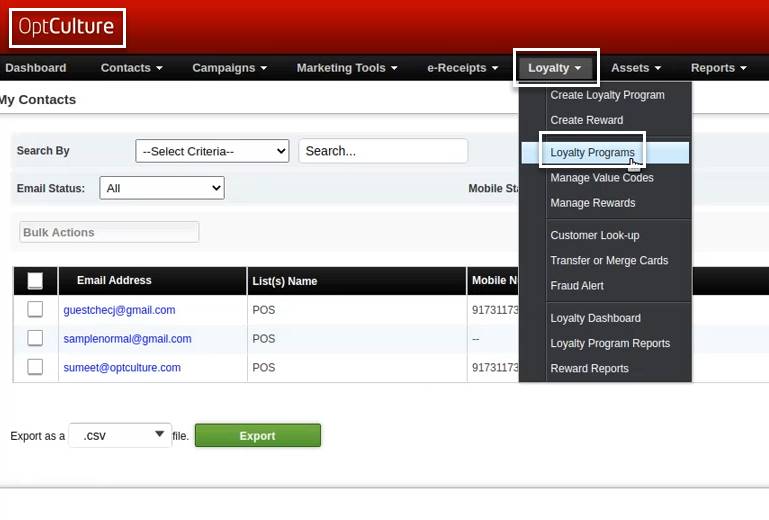 OptCulture
Dashboard Contacts Campaigns Marketing Tools e-Receipts Loyalty Assets Reports
My Contacts
Create Loyalty Program
Create Reward
Loyalty Programs
Manage Value Codes
Manage Rewards
Customer Look-up
Transfer or Merge Cards
Fraud Alert
Loyalty Dashboard
Loyalty Program Reports
Reward Reports
Search By --Select Criteria-- Search...
Email Status: All Mobile Sta
Bulk Actions
Email Address List(s) Name Mobile N
guestchecj@gmail.com POS 91731173
samplenormal@gmail.com POS --
sumeet@optculture.com POS 91731173
Export as a .csv file. Export